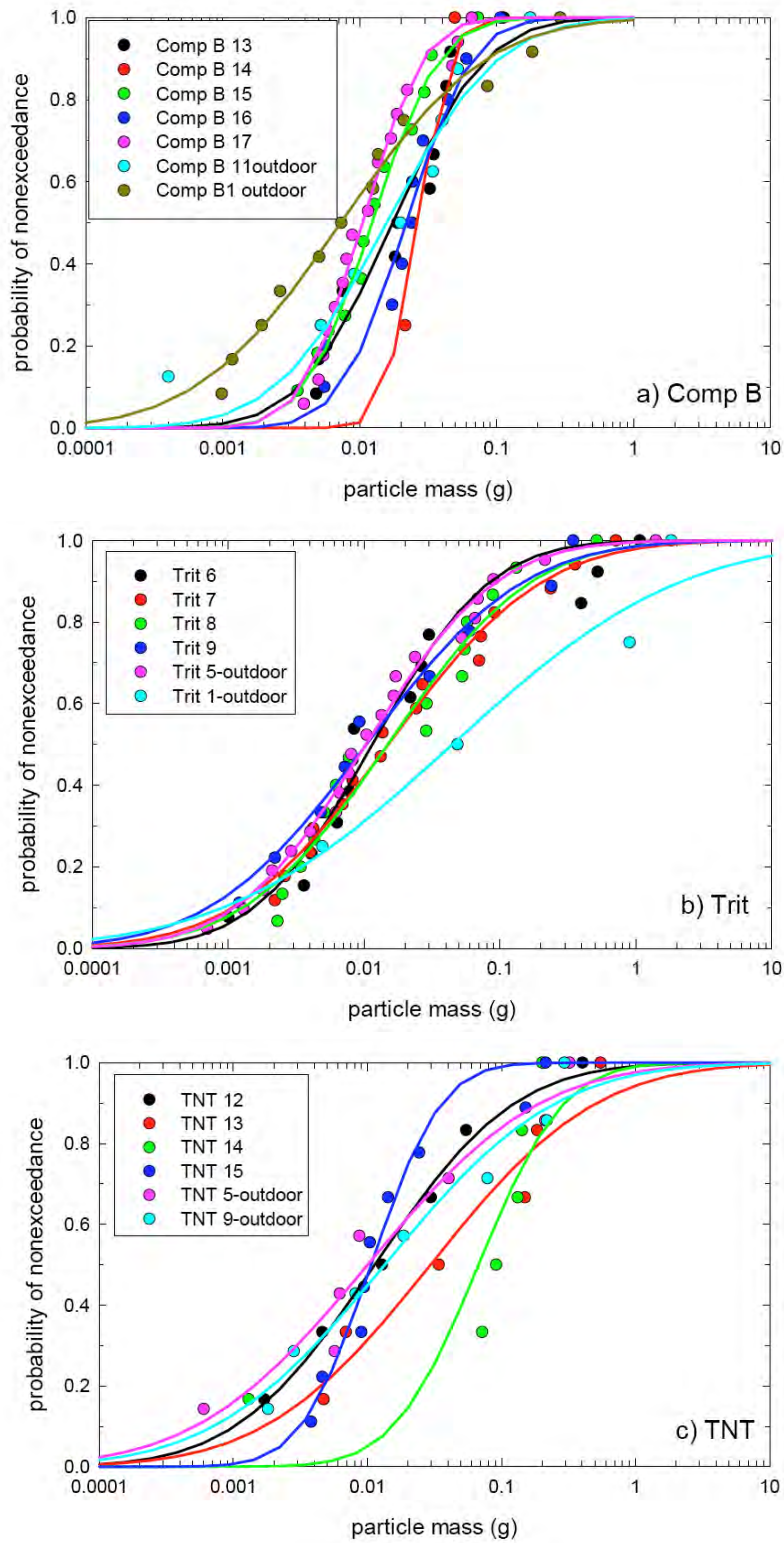 1.0
0.8
0.6
0.4
0.2
0.0
probability of nonexceedance
Comp B 13
Comp B 14
Comp B 15
Comp B 16
Comp B 17
Comp B 11outdoor
Comp B1 outdoor
a) Comp B
0.0001 0.001 0.01 0.1 1 10
particle mass (g)
1.0
0.8
0.6
0.4
0.2
0.0
probability of nonexceedance
Trit 6
Trit 7
Trit 8
Trit 9
Trit 5-outdoor
Trit 1-outdoor
b) Trit
0.0001 0.001 0.01 0.1 1 10
particle mass (g)
1.0
0.8
0.6
0.4
0.2
0.0
probability of nonexceedance
TNT 12
TNT 13
TNT 14
TNT 15
TNT 5-outdoor
TNT 9-outdoor
c) TNT
0.0001 0.001 0.01 0.1 1 10
particle mass (g)